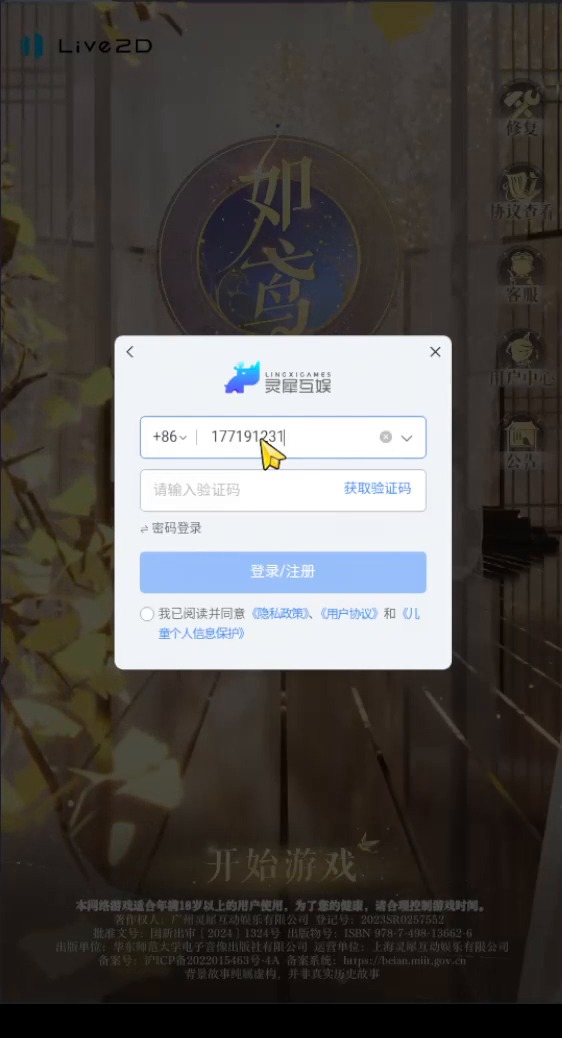 Live2D
如鸢
修复
协议查看
客服
用户中心
公告
LINGXIGAMES
灵犀互娱
+86 177191231
请输入验证码 获取验证码
密码登录
登录/注册
我已阅读并同意《隐私政策》、《用户协议》和《儿
童个人信息保护》
开始游戏
本网络游戏适合年满18岁以上的用户使用，为了您的健康，请合理控制游戏时间。
著作权人：广州灵犀互动娱乐有限公司 登记号：2023SR0257552
批准文号：国新出审［2024］1324号 出版物号：ISBN 978-7-498-13662-6
出版单位：华东师范大学电子音像出版社有限公司 运营单位：上海灵犀互动娱乐有限公司
备案号：沪ICP备2022015463号-4A 备案系统：https://beian.miit.gov.cn
背景故事纯属虚构，并非真实历史故事